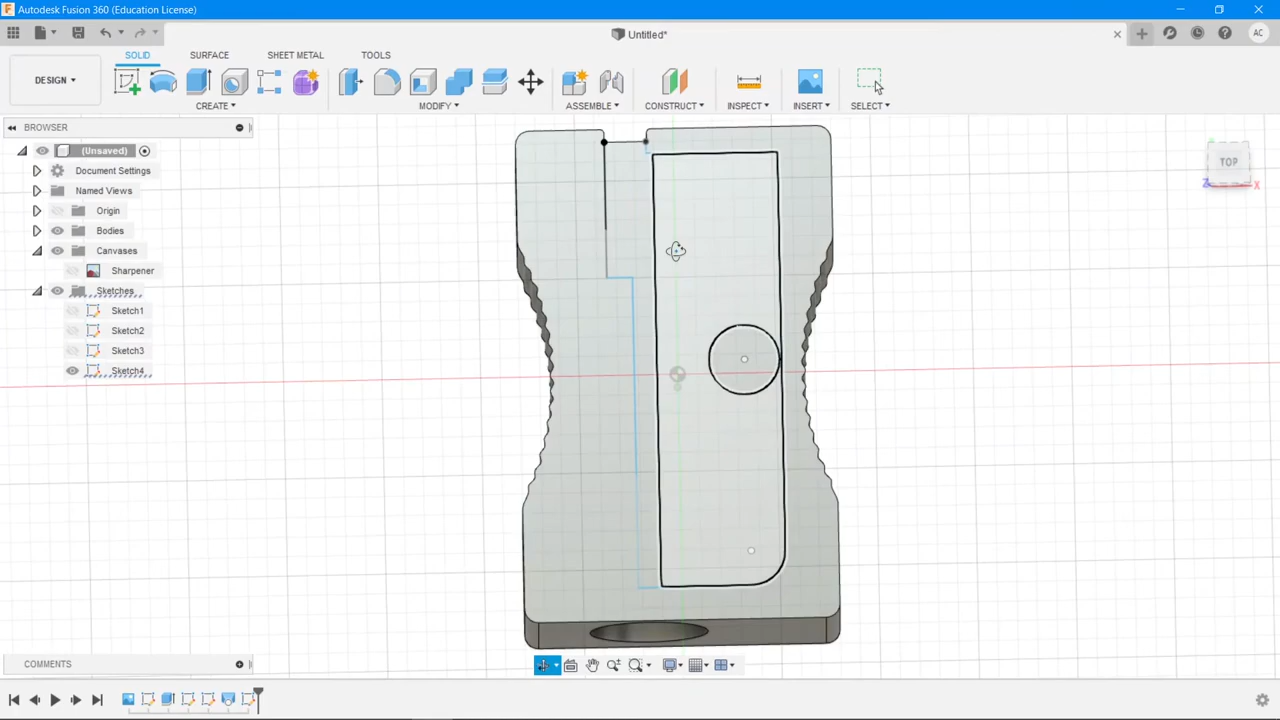 Autodesk Fusion 360 (Education License)
Untitled*
AC
DESIGN
SOLID
SURFACE
SHEET METAL
TOOLS
CREATE
MODIFY
ASSEMBLE
CONSTRUCT
INSPECT
INSERT
SELECT
BROWSER
(Unsaved)
Document Settings
Named Views
Origin
Bodies
Canvases
Sharpener
Sketches
Sketch1
Sketch2
Sketch3
Sketch4
TOP
Z
X
COMMENTS